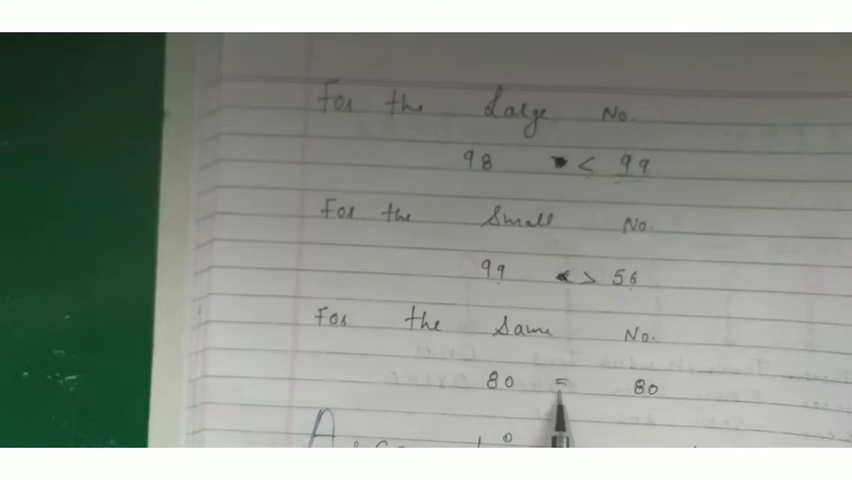 For the Large No.
98 < 99
For the Small No.
99 > 56
For the Same No.
80 = 80